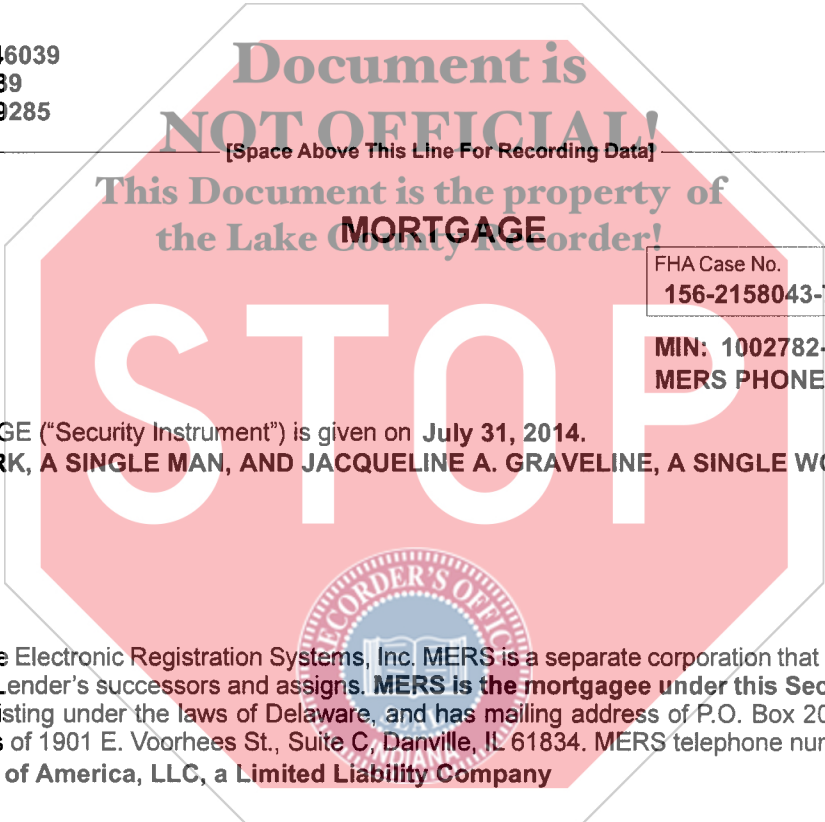 46039
39
9285
Document is
NOT OFFICIAL!
[Space Above This Line For Recording Data]
This Document is the property of
the Lake County Recorder!
MORTGAGE
FHA Case No.
156-2158043-
MIN: 1002782-
MERS PHONE
STOP
GE (“Security Instrument”) is given on July 31, 2014.
RK, A SINGLE MAN, AND JACQUELINE A. GRAVELINE, A SINGLE WO
RECORDER'S OFFICE
e Electronic Registration Systems, Inc. MERS is a separate corporation that
Lender's successors and assigns. MERS is the mortgagee under this Sec
isting under the laws of Delaware, and has mailing address of P.O. Box 20
s of 1901 E. Voorhees St., Suite C, Danville, IL 61834. MERS telephone nu
SEAL
INDIANA
of America, LLC, a Limited Liability Company